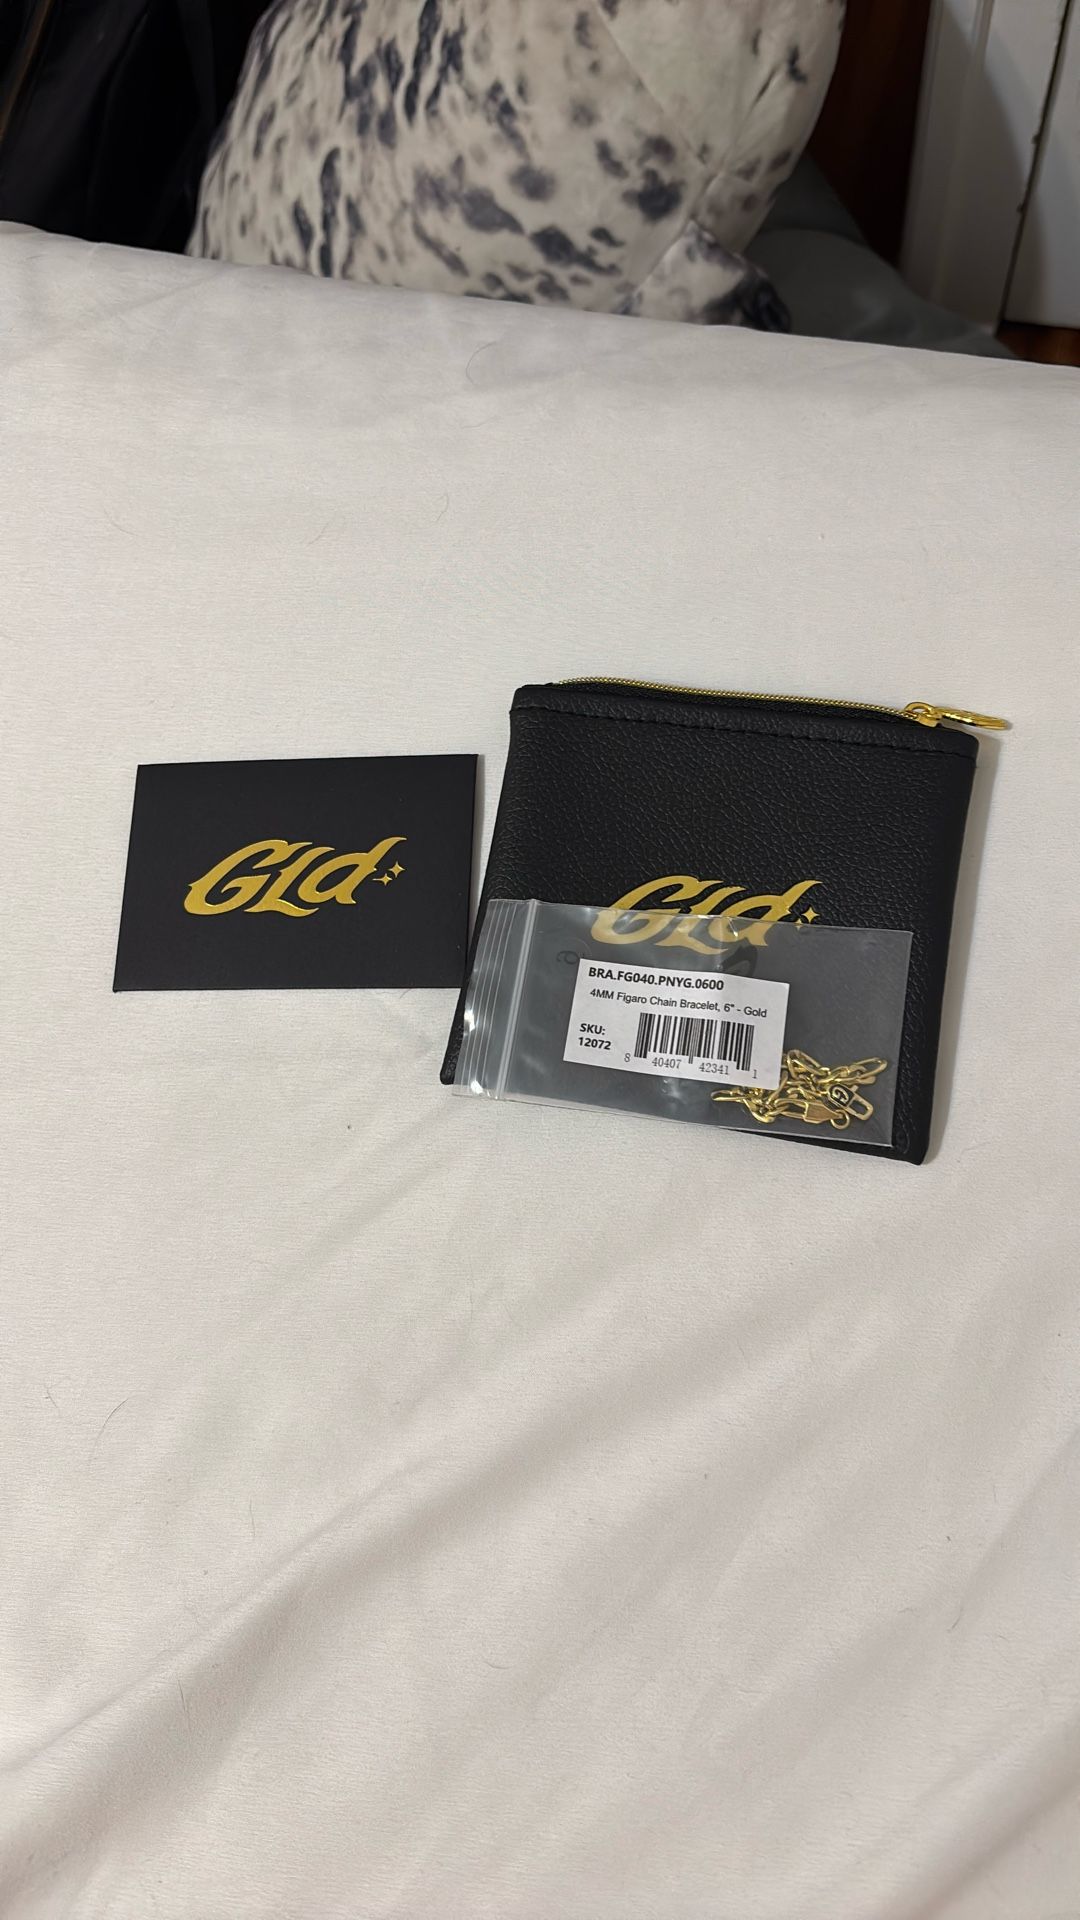 GLd
GLd
BRA.FG040.PNYG.0600
4MM Figaro Chain Bracelet, 6" - Gold
SKU:
12072
8 40407 42341 1
G